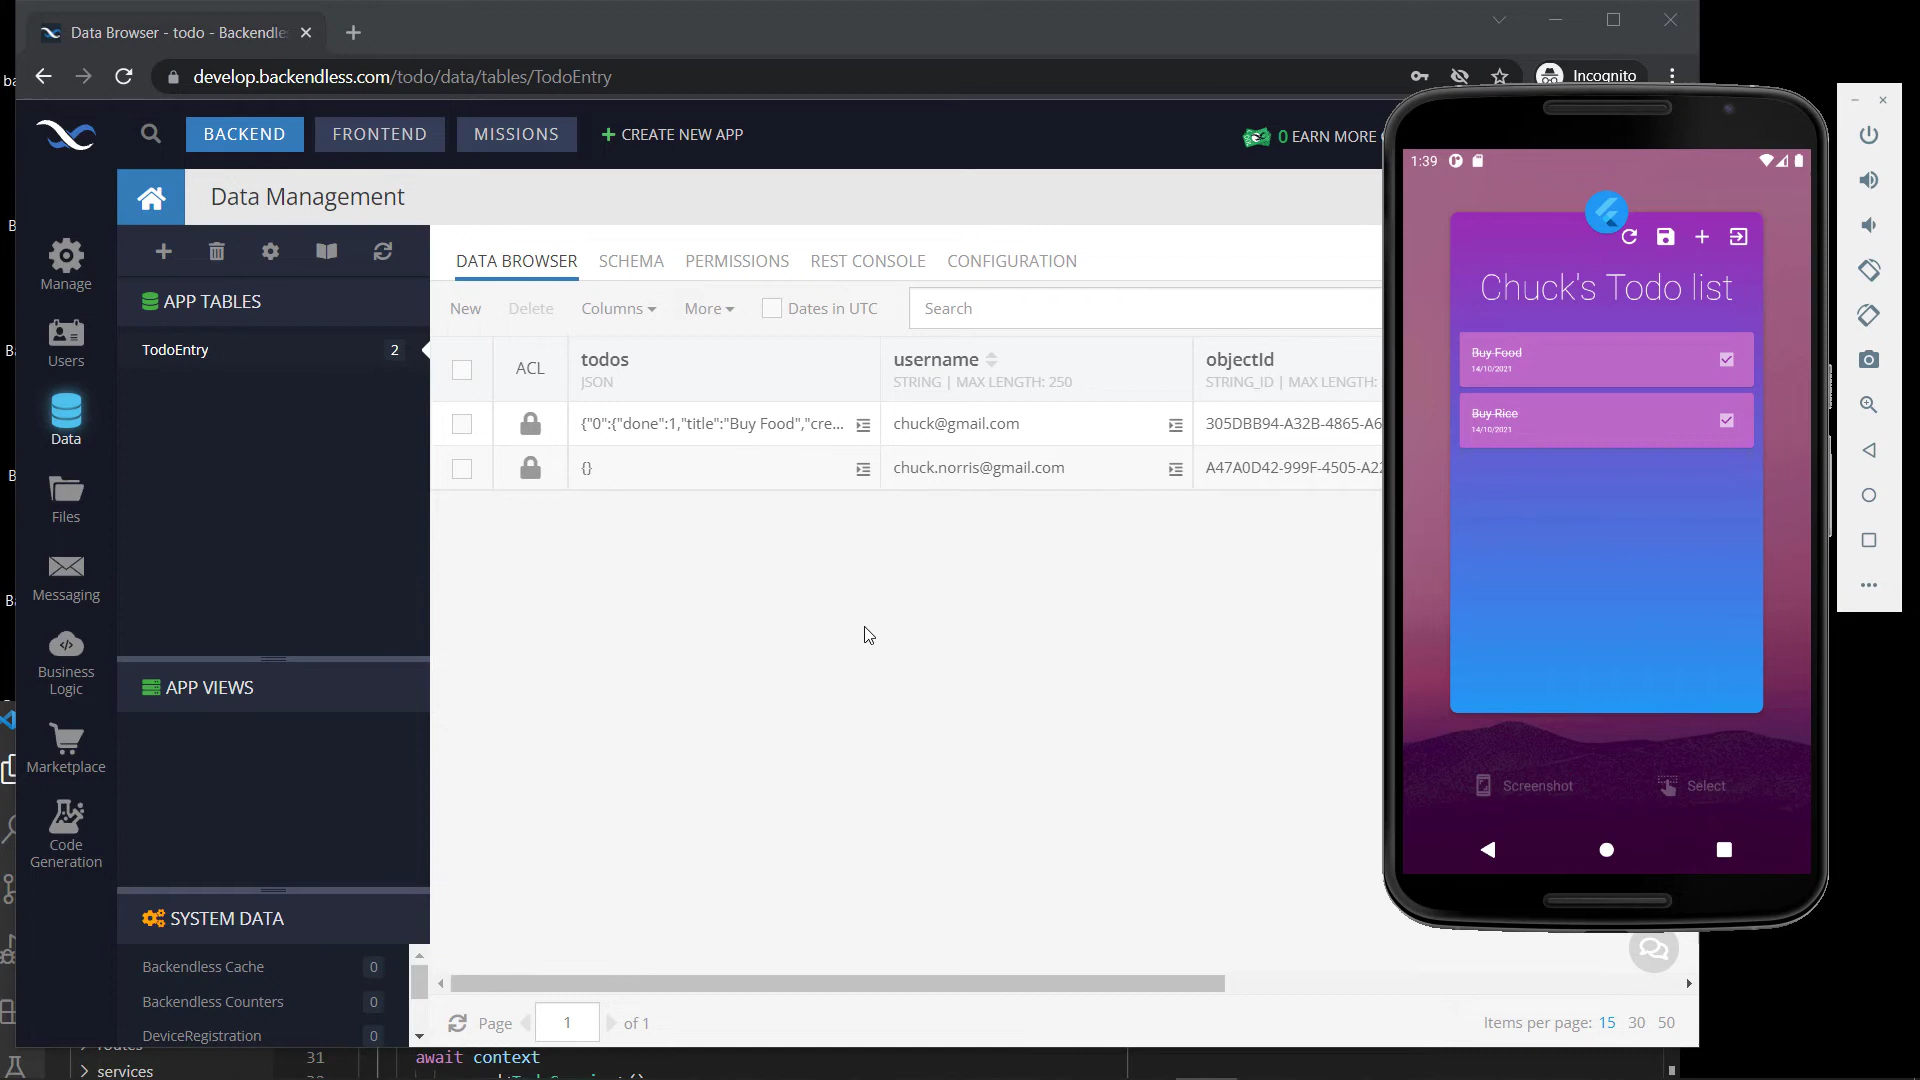 Data Browser - todo - Backendle
develop.backendless.com/todo/data/tables/TodoEntry
Incognito
BACKEND
FRONTEND
MISSIONS
CREATE NEW APP
0 EARN MORE
Data Management
Manage
Users
Data
Files
Messaging
Business
Logic
Marketplace
Code
Generation
APP TABLES
TodoEntry 2
APP VIEWS
SYSTEM DATA
Backendless Cache 0
Backendless Counters 0
DeviceRegistration 0
DATA BROWSER SCHEMA PERMISSIONS REST CONSOLE CONFIGURATION
New Delete Columns More Dates in UTC Search
ACL todos username objectId
JSON STRING | MAX LENGTH: 250 STRING_ID | MAX LENGTH:
{"0":{"done":1,"title":"Buy Food","cre... chuck@gmail.com 305DBB94-A32B-4865-A6
{} chuck.norris@gmail.com A47A0D42-999F-4505-A22
Page 1 of 1
Items per page: 15 30 50
1:39
Chuck's Todo list
Buy Food
14/10/2021
Buy Rice
14/10/2021
Screenshot Select
31 await context
services